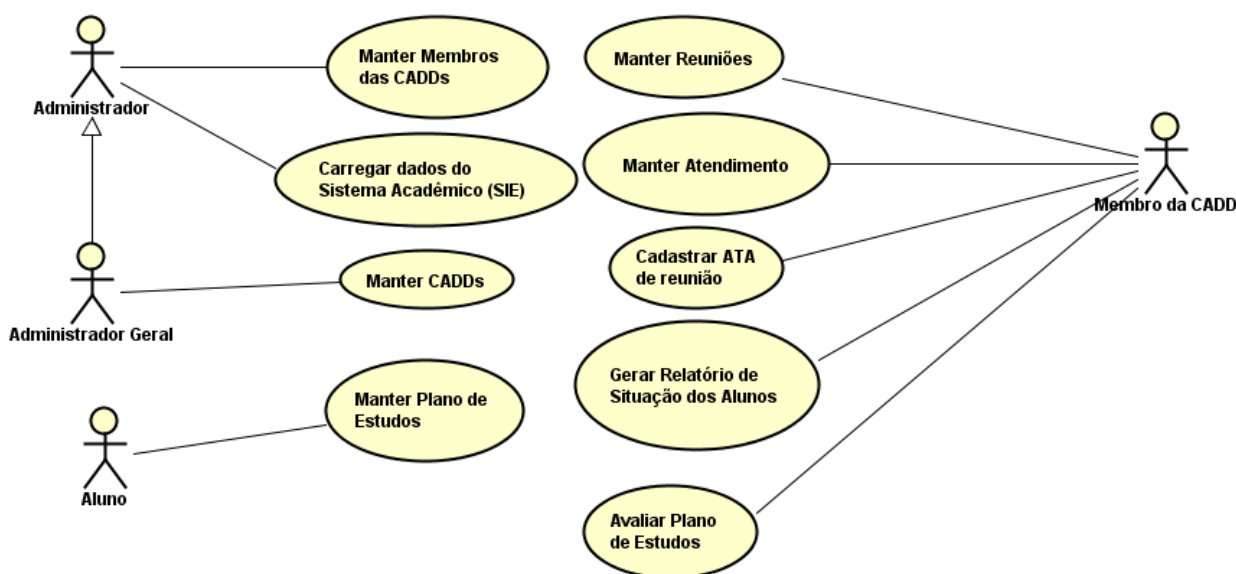 Administrador
Manter Membros
das CADDs
Carregar dados do
Sistema Acadêmico (SIE)
Administrador Geral
Manter CADDs
Aluno
Manter Plano de
Estudos
Manter Reuniões
Manter Atendimento
Cadastrar ATA
de reunião
Gerar Relatório de
Situação dos Alunos
Avaliar Plano
de Estudos
Membro da CADD